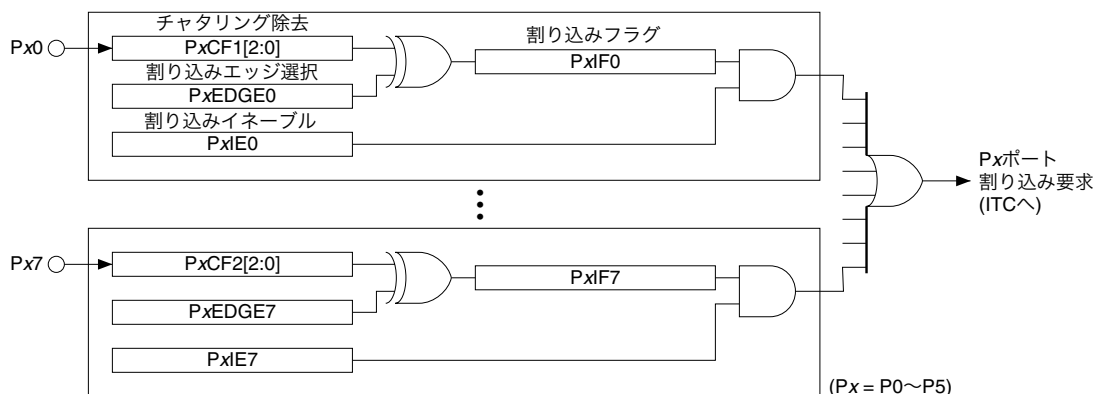 チャタリング除去
Px0
PxCF1[2:0]
割り込みエッジ選択
PxEDGE0
割り込みイネーブル
PxIE0
割り込みフラグ
PxIF0
Pxポート
割り込み要求
(ITCへ)
Px7
PxCF2[2:0]
PxEDGE7
PxIE7
PxIF7
(Px = P0～P5)